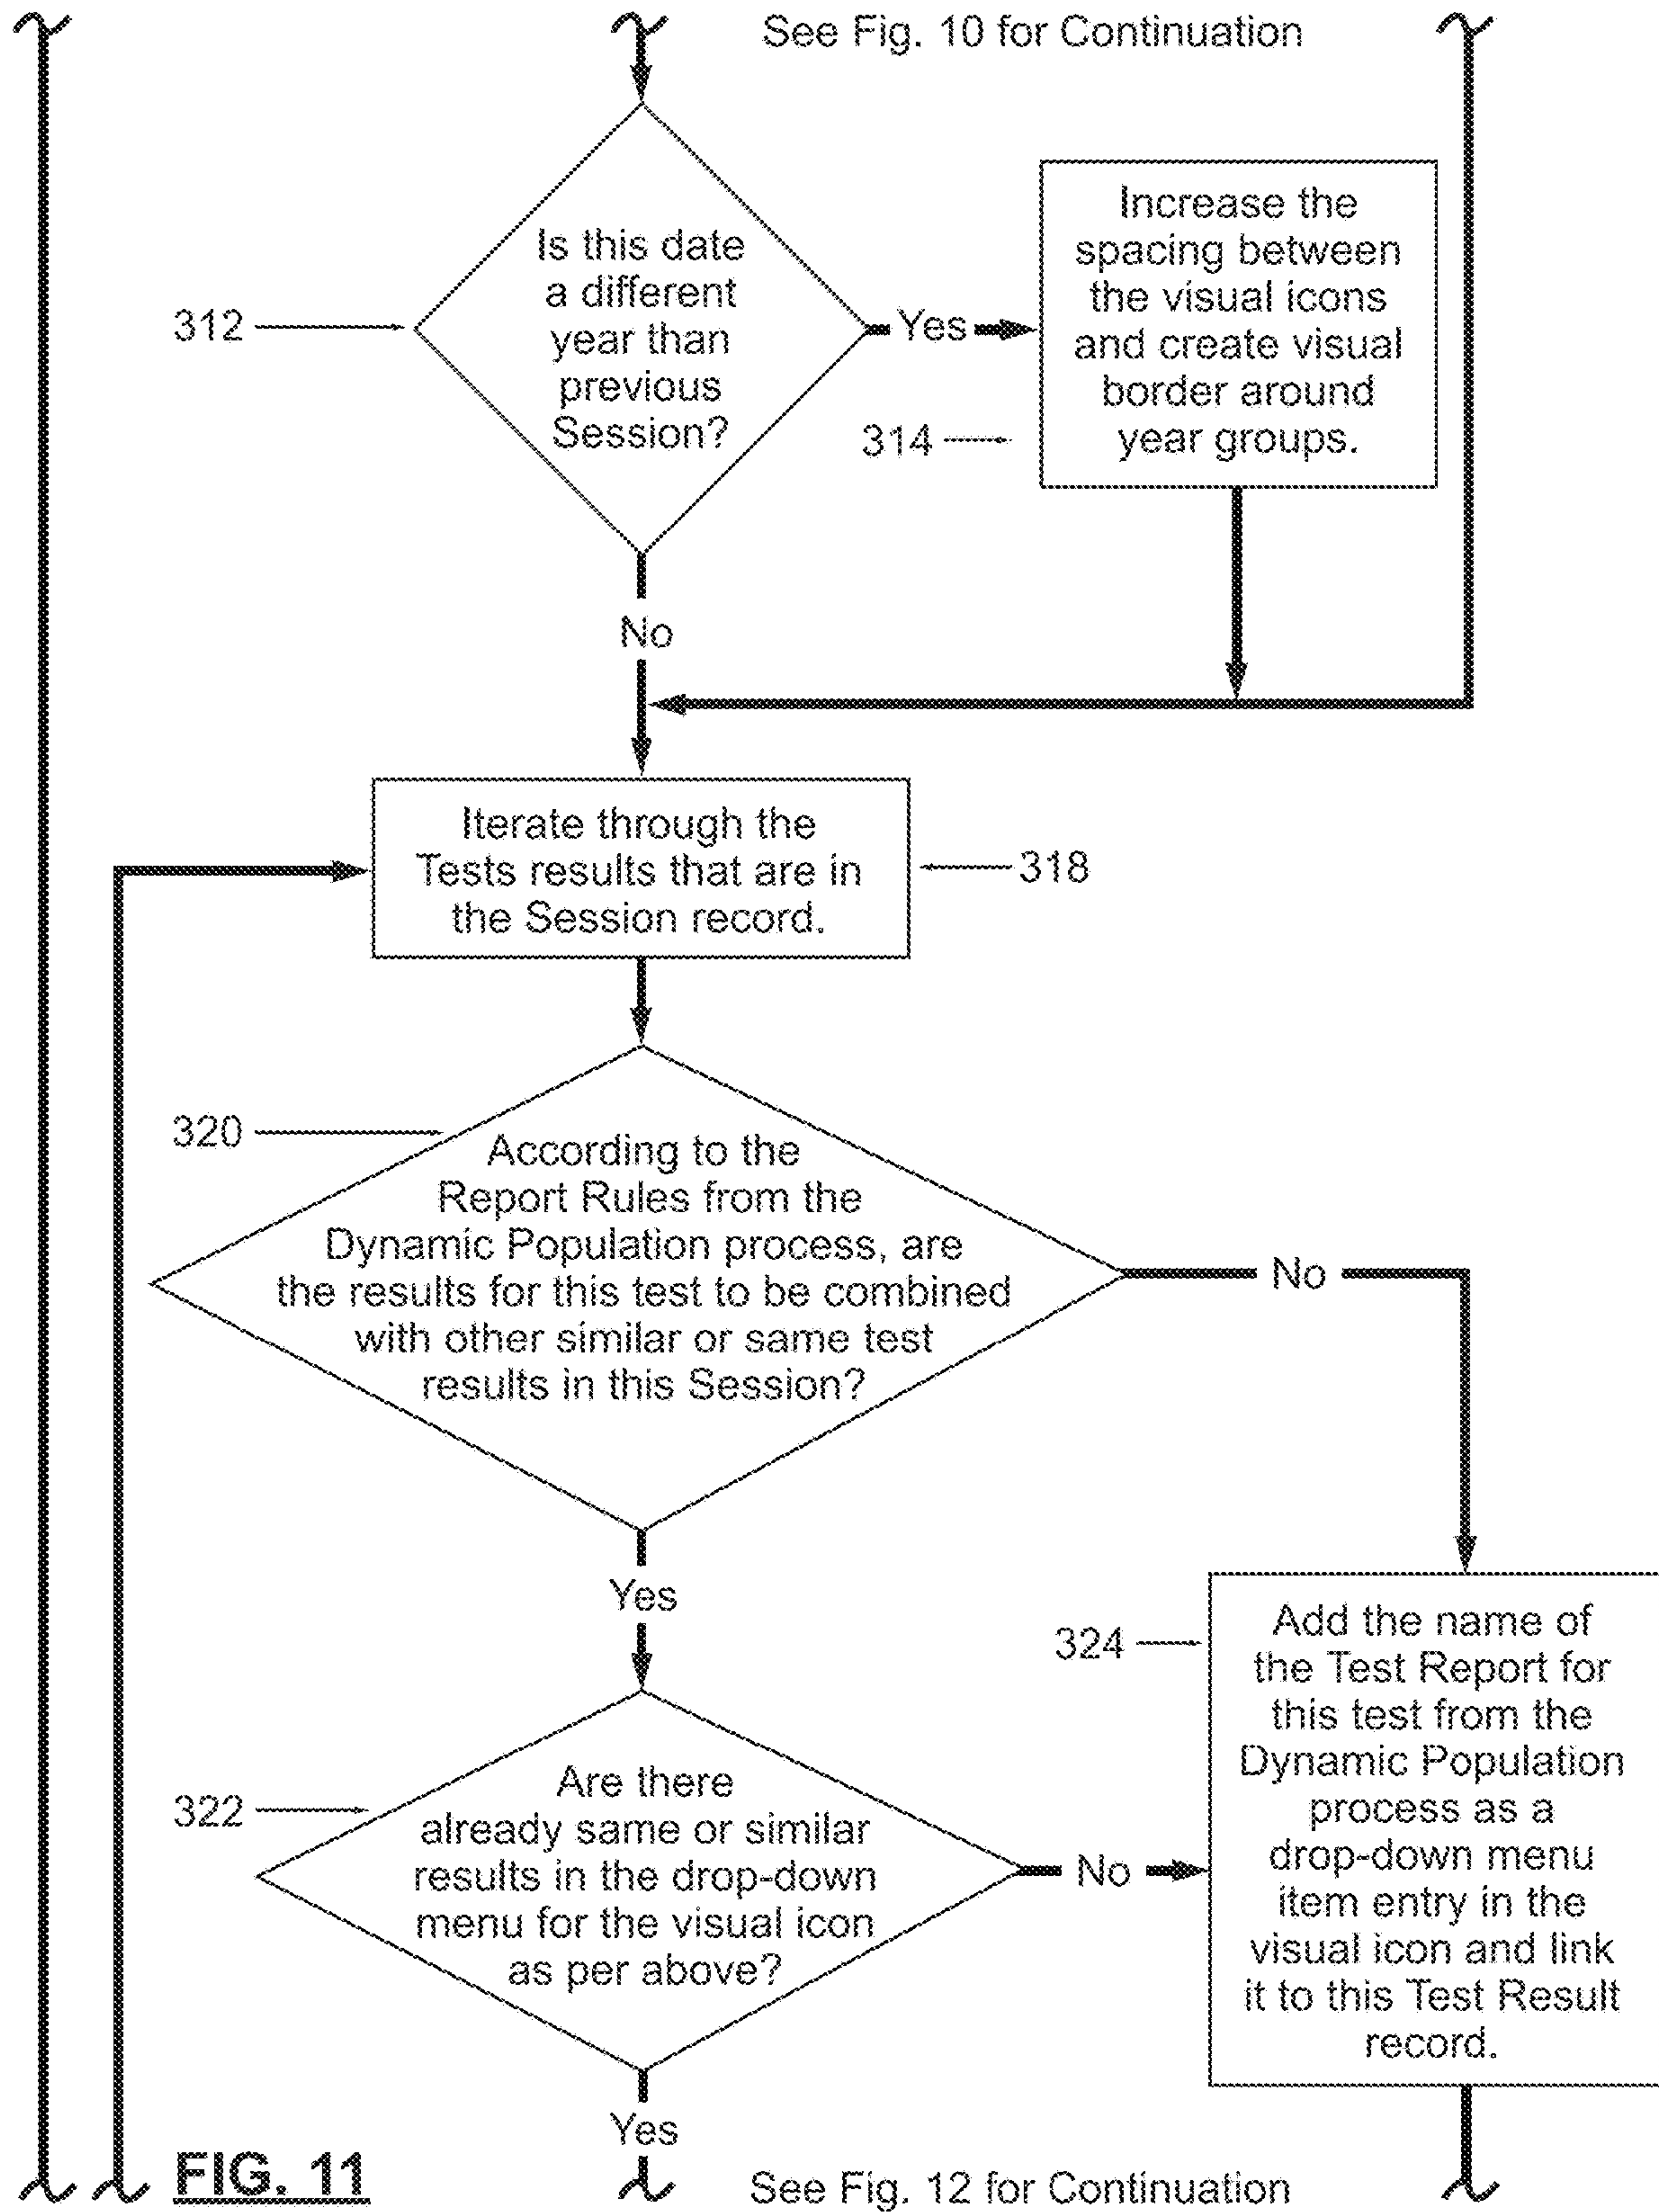 See Fig. 10 for Continuation
Is this date
a different
year than
previous
Session?
312
Yes
Increase the
spacing between
the visual icons
and create visual
border around
year groups.
314
No
Iterate through the
Tests results that are in
the Session record.
318
320
According to the
Report Rules from the
Dynamic Population process, are
the results for this test to be combined
with other similar or same test
results in this Session?
No
Yes
322
Are there
already same or similar
results in the drop-down
menu for the visual icon
as per above?
No
324
Add the name of
the Test Report for
this test from the
Dynamic Population
process as a
drop-down menu
item entry in the
visual icon and link
it to this Test Result
record.
Yes
FIG. 11
See Fig. 12 for Continuation